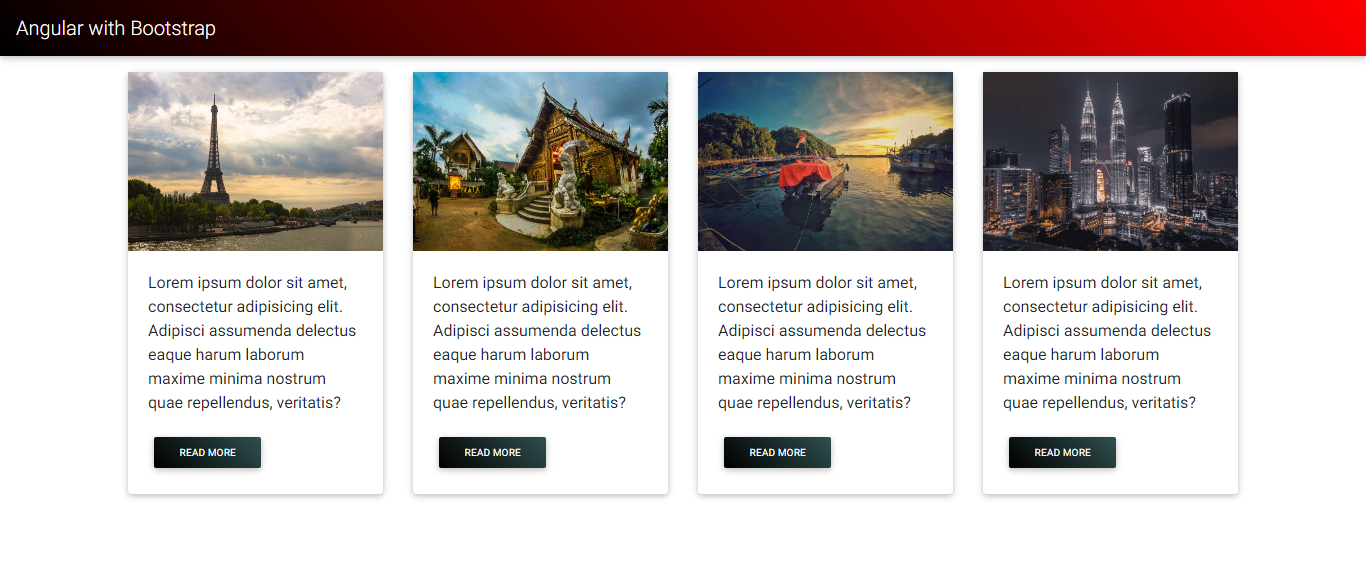 Angular with Bootstrap
Lorem ipsum dolor sit amet,
consectetur adipisicing elit.
Adipisci assumenda delectus
eaque harum laborum
maxime minima nostrum
quae repellendus, veritatis?
READ MORE
Lorem ipsum dolor sit amet,
consectetur adipisicing elit.
Adipisci assumenda delectus
eaque harum laborum
maxime minima nostrum
quae repellendus, veritatis?
READ MORE
Lorem ipsum dolor sit amet,
consectetur adipisicing elit.
Adipisci assumenda delectus
eaque harum laborum
maxime minima nostrum
quae repellendus, veritatis?
READ MORE
Lorem ipsum dolor sit amet,
consectetur adipisicing elit.
Adipisci assumenda delectus
eaque harum laborum
maxime minima nostrum
quae repellendus, veritatis?
READ MORE